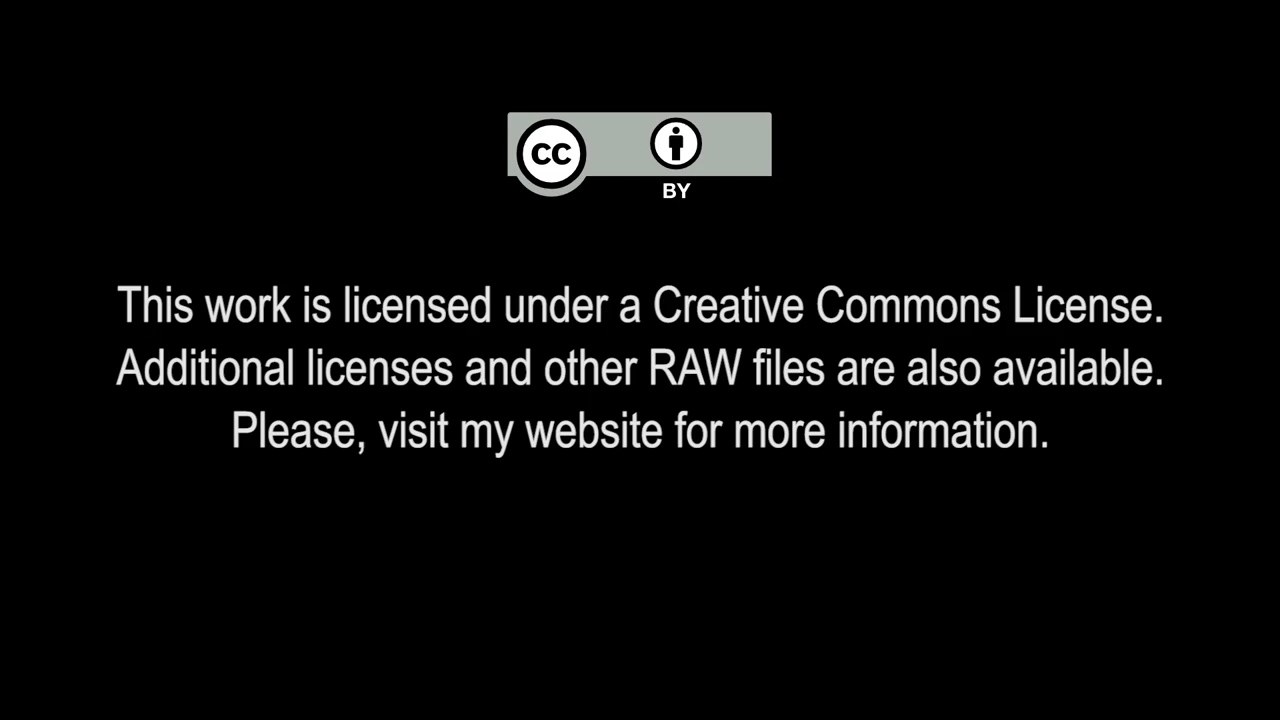 CC
BY
This work is licensed under a Creative Commons License.
Additional licenses and other RAW files are also available.
Please, visit my website for more information.